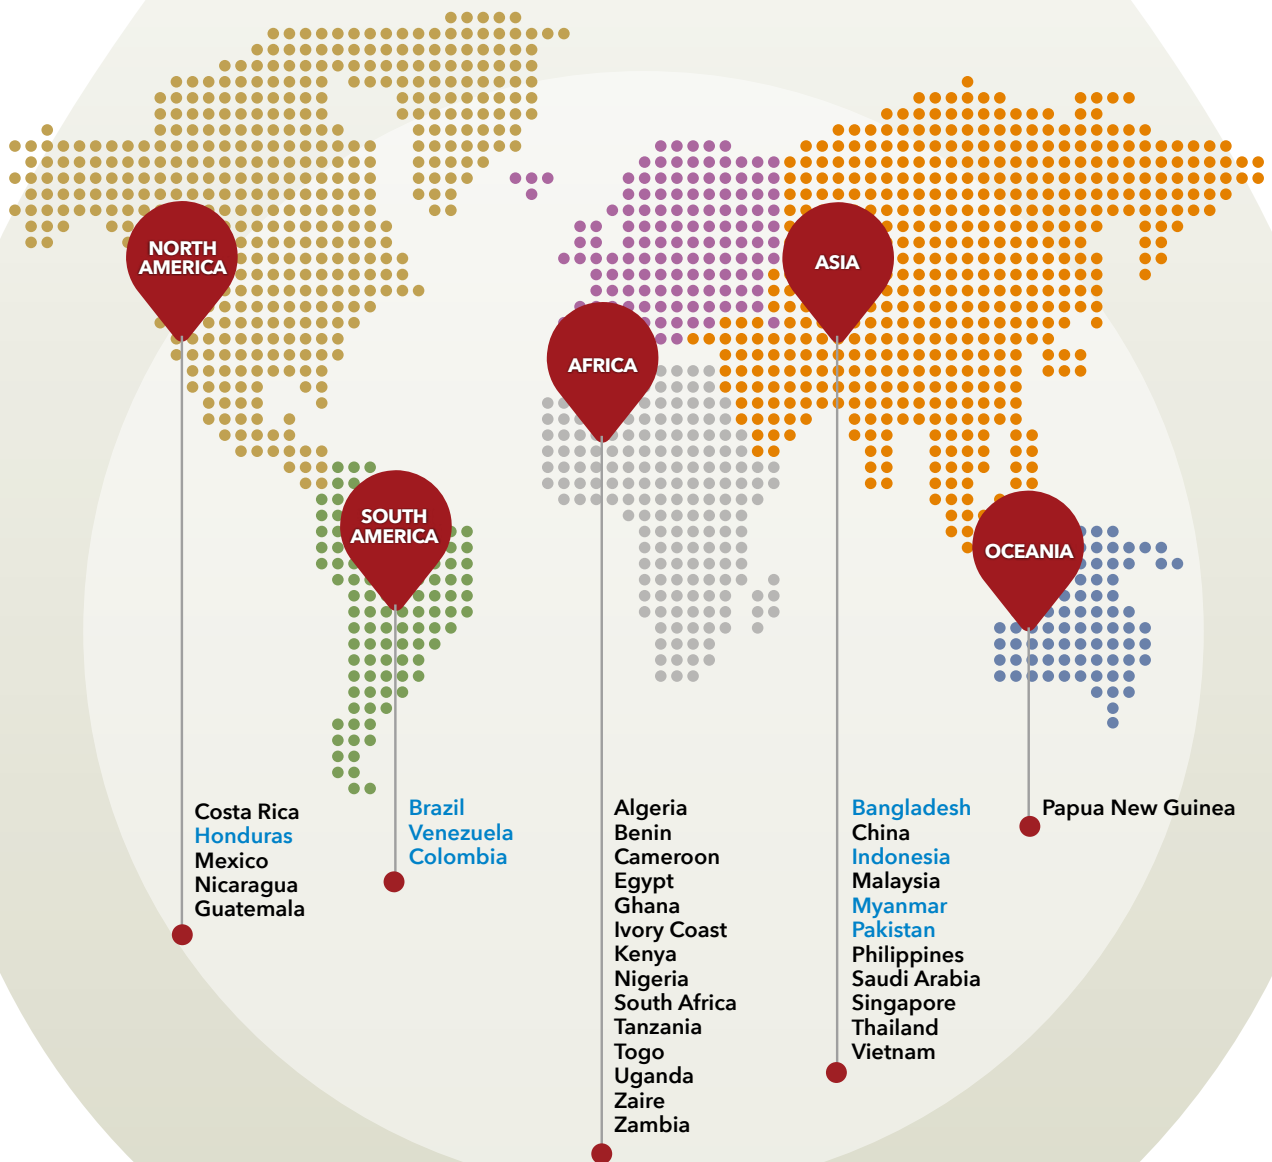 NORTH
AMERICA
ASIA
AFRICA
SOUTH
AMERICA
OCEANIA
Costa Rica
Honduras
Mexico
Nicaragua
Guatemala
Brazil
Venezuela
Colombia
Algeria
Benin
Cameroon
Egypt
Ghana
Ivory Coast
Kenya
Nigeria
South Africa
Tanzania
Togo
Uganda
Zaire
Zambia
Bangladesh
China
Indonesia
Malaysia
Myanmar
Pakistan
Philippines
Saudi Arabia
Singapore
Thailand
Vietnam
Papua New Guinea